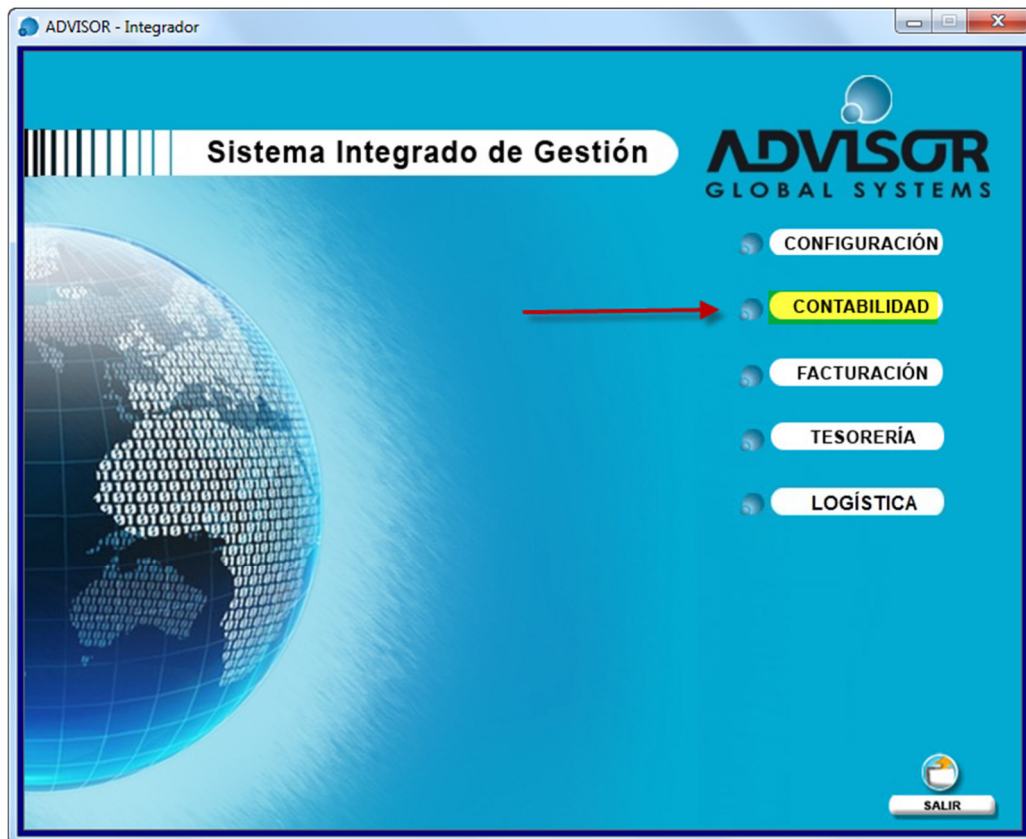 ADVISOR - Integrador
Sistema Integrado de Gestión
ADVISOR
GLOBAL SYSTEMS
CONFIGURACIÓN
CONTABILIDAD
FACTURACIÓN
TESORERÍA
LOGÍSTICA
SALIR